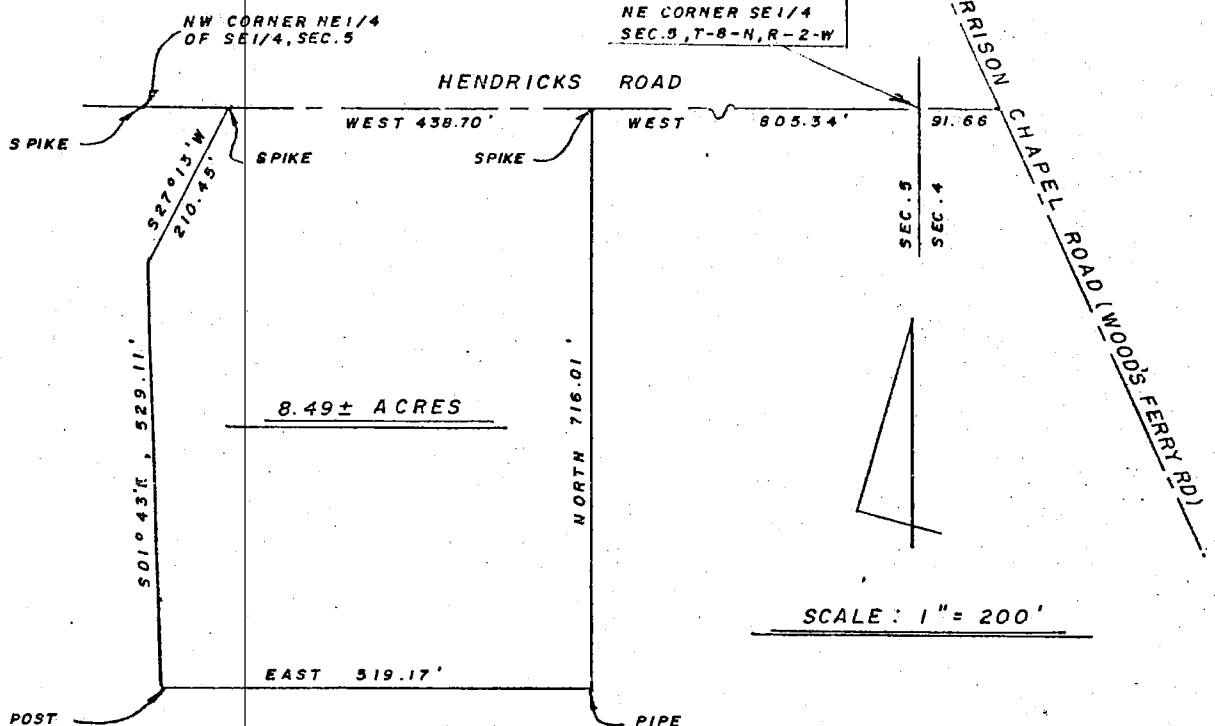 NW CORNER NE1/4
OF SE1/4, SEC.5
NE CORNER SE1/4
SEC.5, T-8-N, R-2-W
HENDRICKS ROAD
SPIKE
WEST 438.70'
WEST 605.34'
91.66
SPIKE
SPIKE
S27°13'W
210.45'
SEC.5
SEC.4
RRISON CHAPEL ROAD (WOOD'S FERRY RD)
S01°43'E, 529.11'
8.49± ACRES
NORTH 716.01'
SCALE: 1"= 200'
EAST 519.17'
POST
PIPE